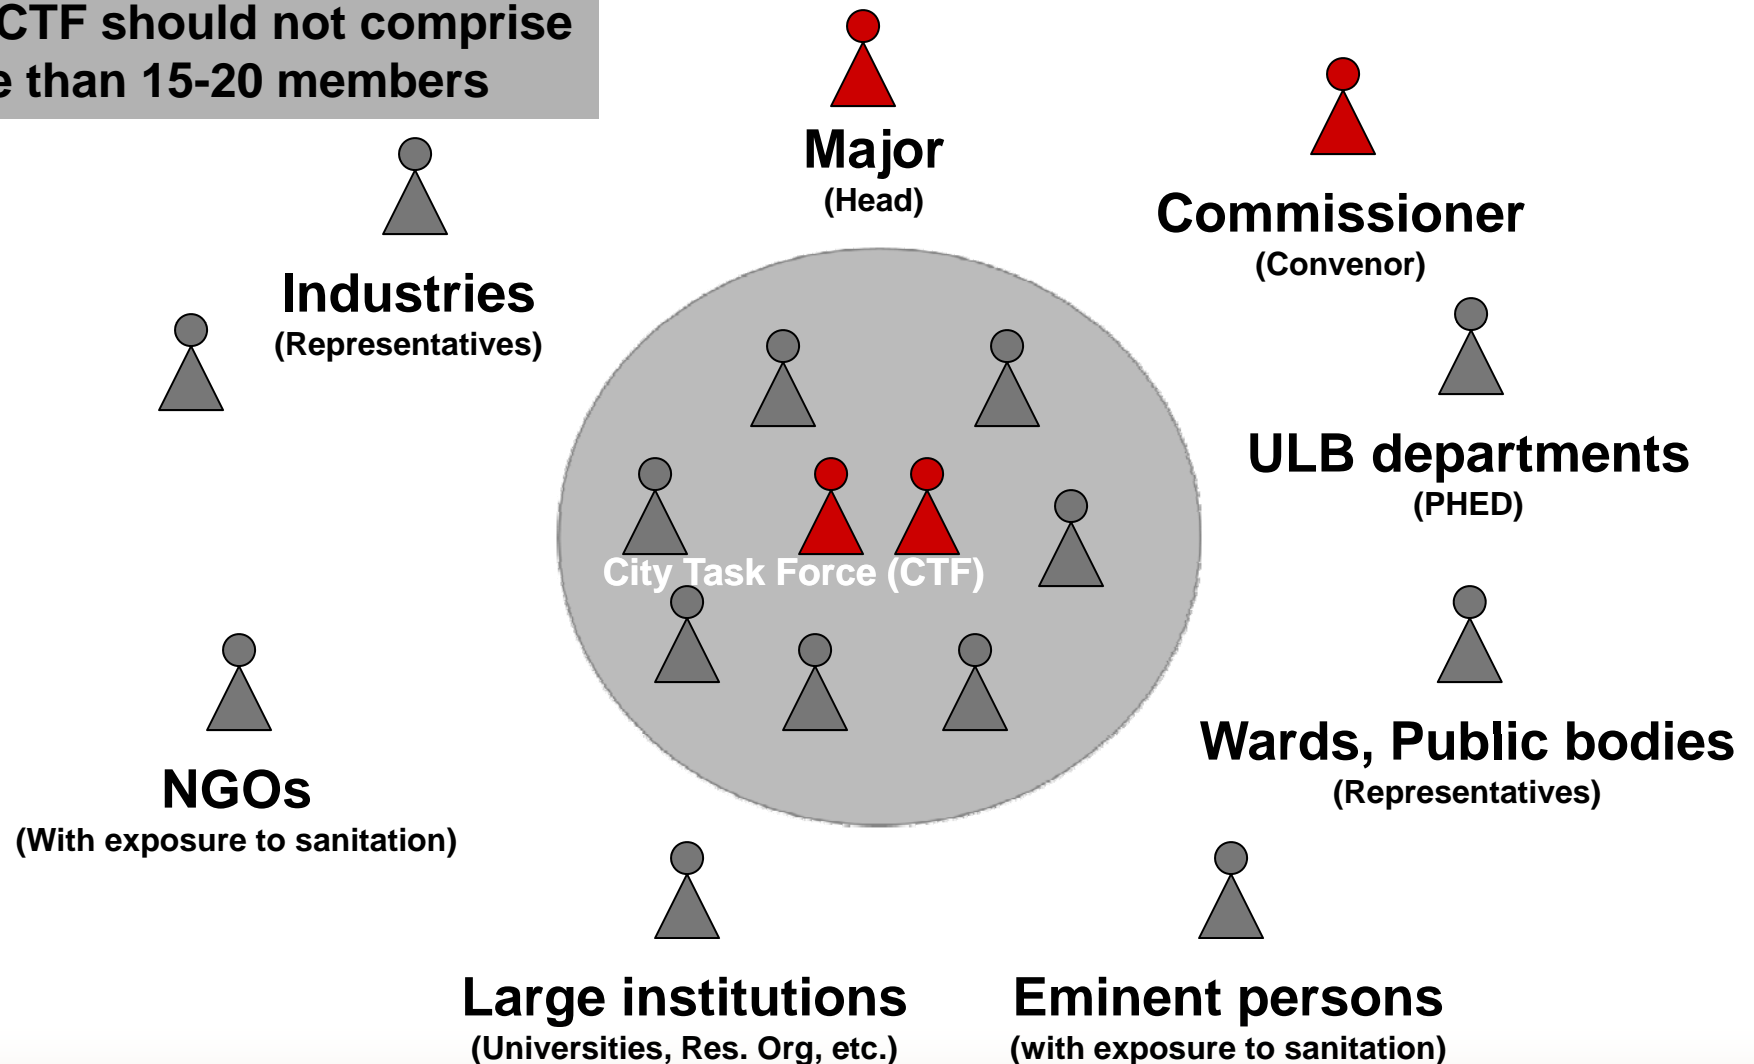 CTF should not comprise
than 15-20 members
Major
(Head)
Commissioner
(Convenor)
Industries
(Representatives)
ULB departments
(PHED)
City Task Force (CTF)
Wards, Public bodies
(Representatives)
NGOs
(With exposure to sanitation)
Large institutions
(Universities, Res. Org, etc.)
Eminent persons
(with exposure to sanitation)